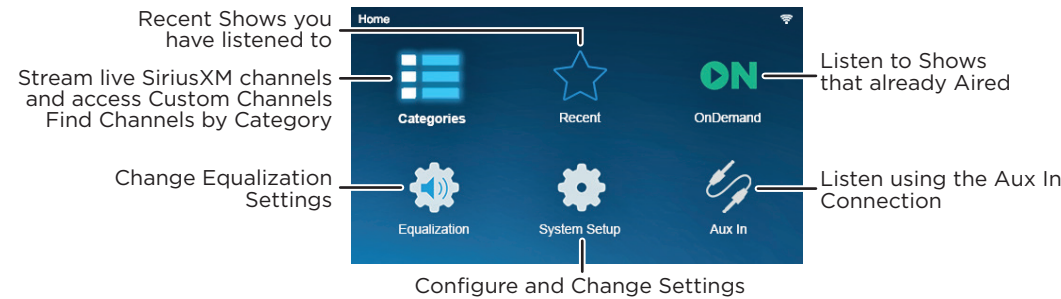 Recent Shows you
have listened to
Stream live SiriusXM channels
and access Custom Channels
Find Channels by Category
Change Equalization
Settings
Home
Categories
Recent
ON
OnDemand
Equalization
System Setup
Aux In
Listen to Shows
that already Aired
Listen using the Aux In
Connection
Configure and Change Settings